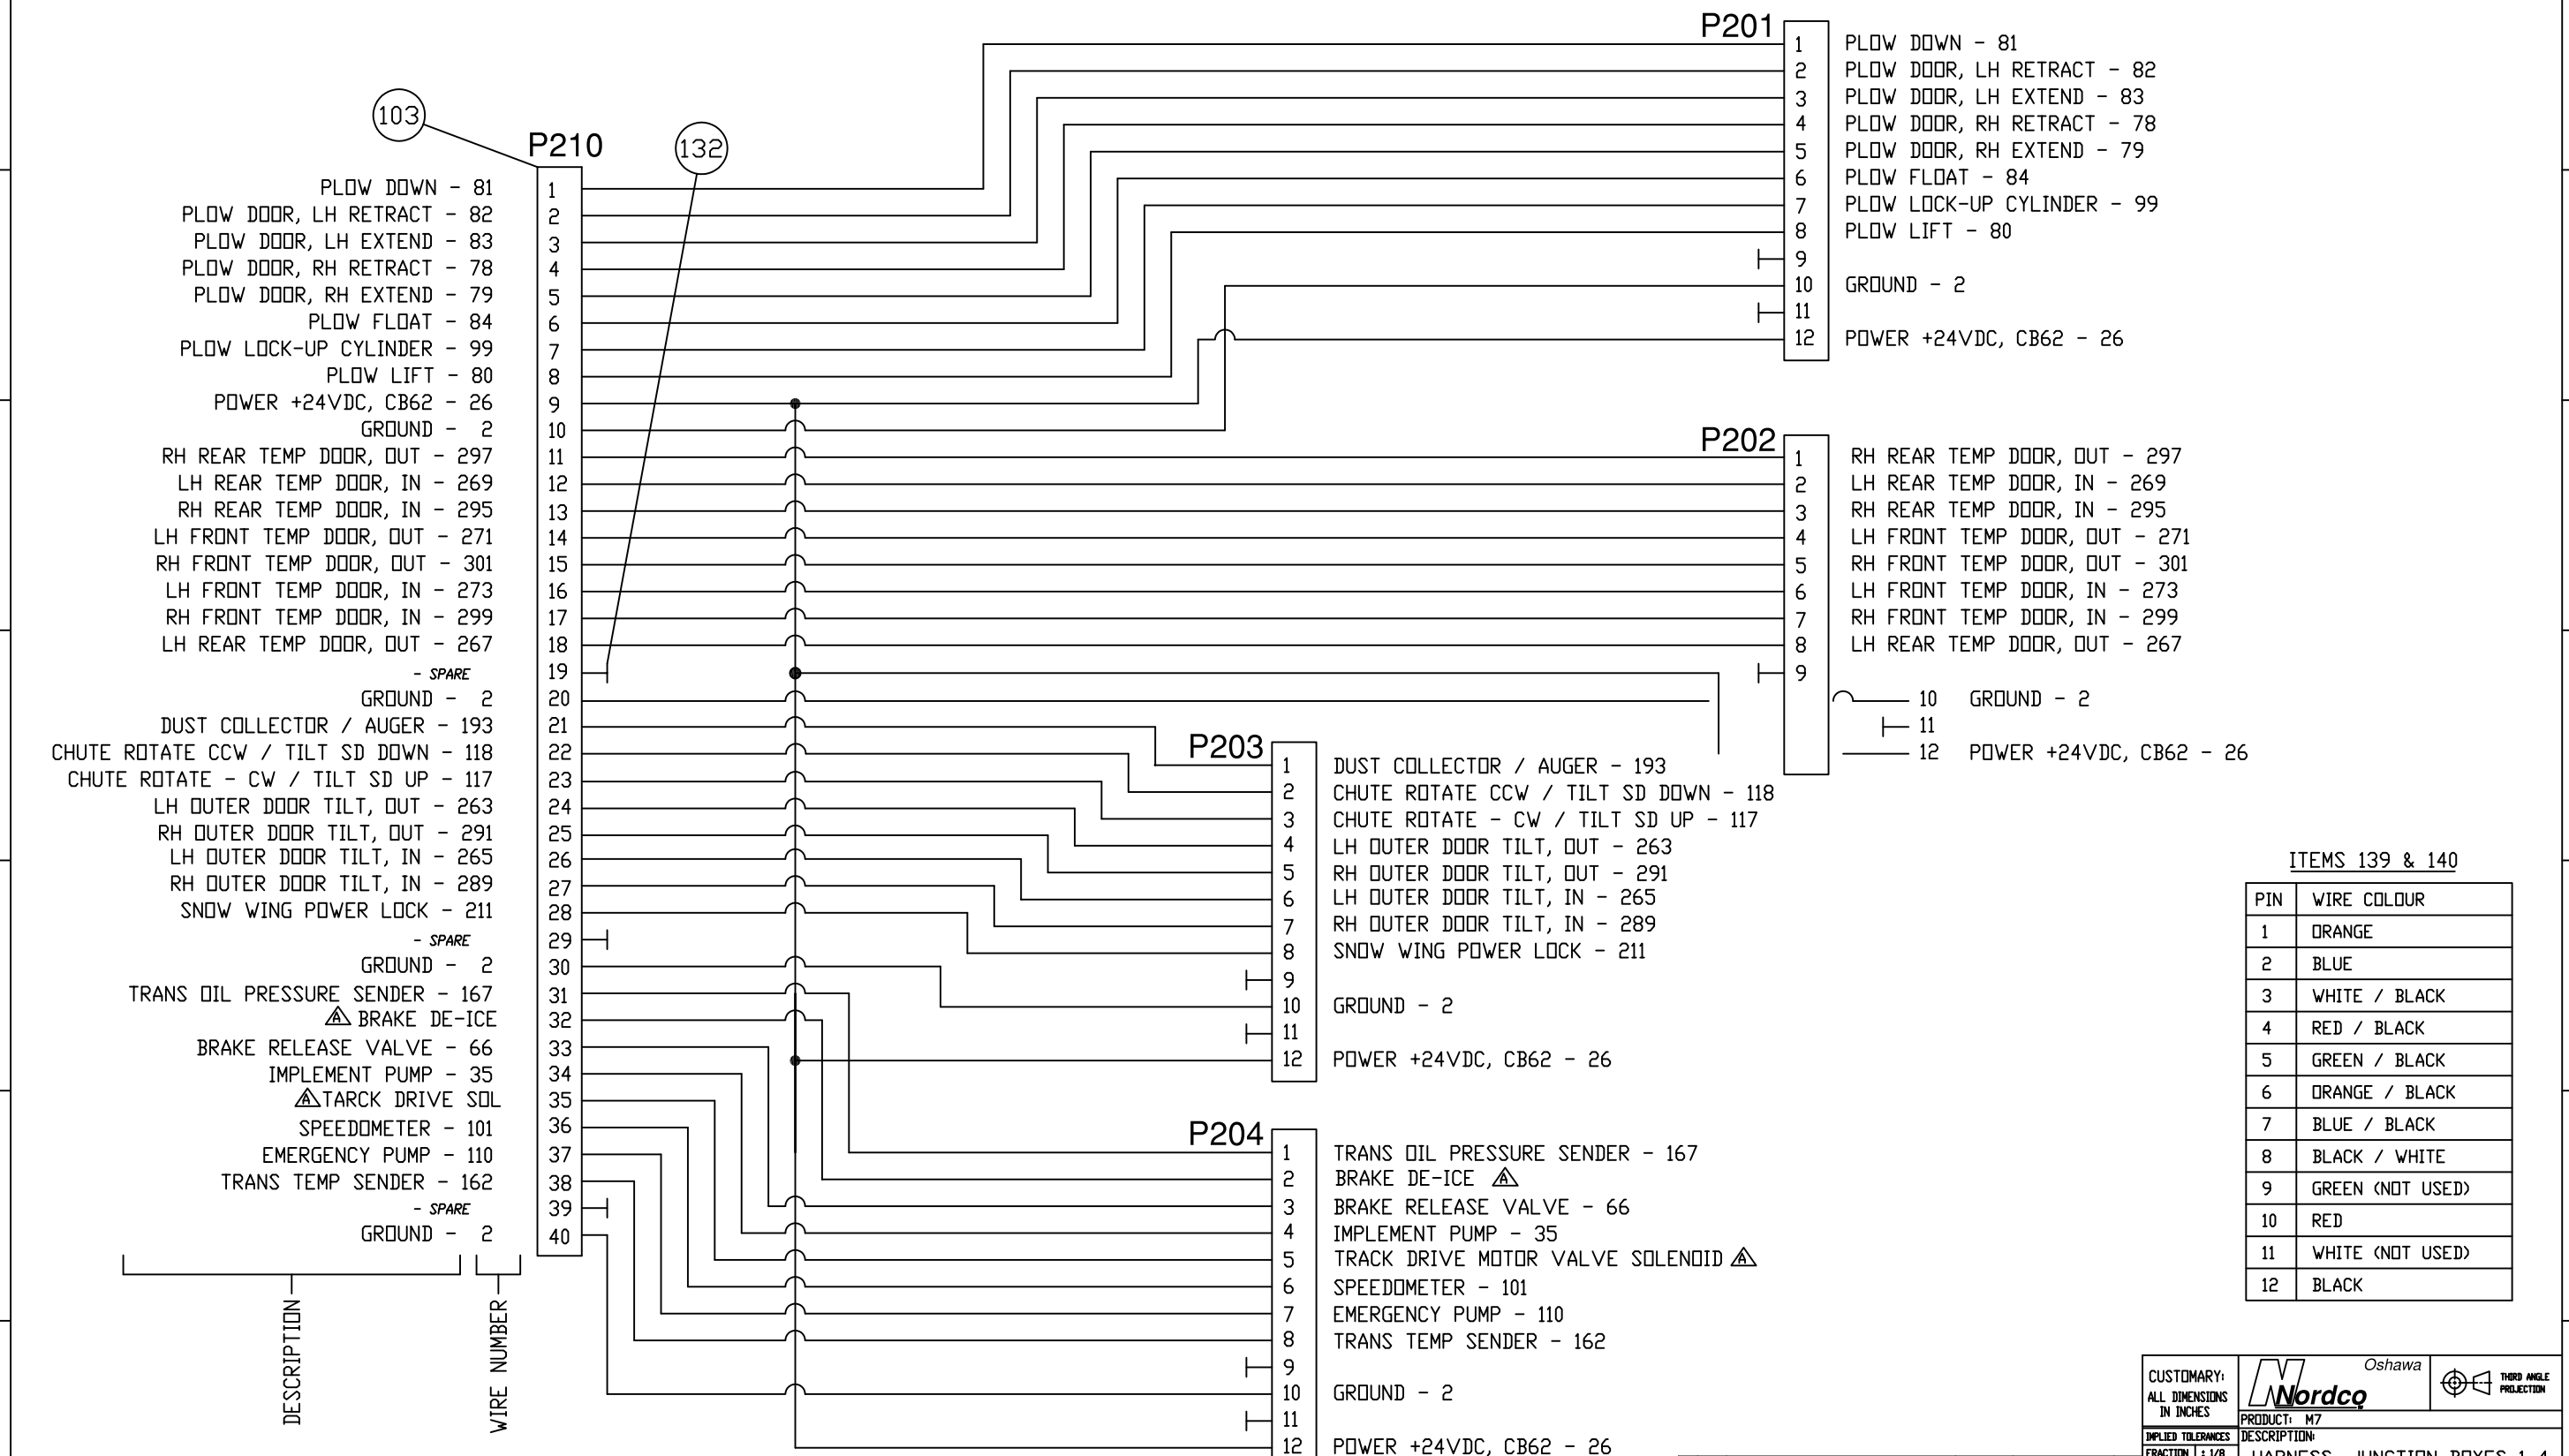 103
P210
132
PLOW DOWN - 81 1
PLOW DOOR, LH RETRACT - 82 2
PLOW DOOR, LH EXTEND - 83 3
PLOW DOOR, RH RETRACT - 78 4
PLOW DOOR, RH EXTEND - 79 5
PLOW FLOAT - 84 6
PLOW LOCK-UP CYLINDER - 99 7
PLOW LIFT - 80 8
POWER +24VDC, CB62 - 26 9
GROUND - 2 10
RH REAR TEMP DOOR, OUT - 297 11
LH REAR TEMP DOOR, IN - 269 12
RH REAR TEMP DOOR, IN - 295 13
LH FRONT TEMP DOOR, OUT - 271 14
RH FRONT TEMP DOOR, OUT - 301 15
LH FRONT TEMP DOOR, IN - 273 16
RH FRONT TEMP DOOR, IN - 299 17
LH REAR TEMP DOOR, OUT - 267 18
- SPARE 19
GROUND - 2 20
DUST COLLECTOR / AUGER - 193 21
CHUTE ROTATE CCW / TILT SD DOWN - 118 22
CHUTE ROTATE - CW / TILT SD UP - 117 23
LH OUTER DOOR TILT, OUT - 263 24
RH OUTER DOOR TILT, OUT - 291 25
LH OUTER DOOR TILT, IN - 265 26
RH OUTER DOOR TILT, IN - 289 27
SNOW WING POWER LOCK - 211 28
- SPARE 29
GROUND - 2 30
TRANS OIL PRESSURE SENDER - 167 31
A BRAKE DE-ICE 32
BRAKE RELEASE VALVE - 66 33
IMPLEMENT PUMP - 35 34
A TARCK DRIVE SOL 35
SPEEDOMETER - 101 36
EMERGENCY PUMP - 110 37
TRANS TEMP SENDER - 162 38
- SPARE 39
GROUND - 2 40
DESCRIPTION
WIRE NUMBER
P201
1 PLOW DOWN - 81
2 PLOW DOOR, LH RETRACT - 82
3 PLOW DOOR, LH EXTEND - 83
4 PLOW DOOR, RH RETRACT - 78
5 PLOW DOOR, RH EXTEND - 79
6 PLOW FLOAT - 84
7 PLOW LOCK-UP CYLINDER - 99
8 PLOW LIFT - 80
9
10 GROUND - 2
11
12 POWER +24VDC, CB62 - 26
P202
1 RH REAR TEMP DOOR, OUT - 297
2 LH REAR TEMP DOOR, IN - 269
3 RH REAR TEMP DOOR, IN - 295
4 LH FRONT TEMP DOOR, OUT - 271
5 RH FRONT TEMP DOOR, OUT - 301
6 LH FRONT TEMP DOOR, IN - 273
7 RH FRONT TEMP DOOR, IN - 299
8 LH REAR TEMP DOOR, OUT - 267
9
10 GROUND - 2
11
12 POWER +24VDC, CB62 - 26
P203
1 DUST COLLECTOR / AUGER - 193
2 CHUTE ROTATE CCW / TILT SD DOWN - 118
3 CHUTE ROTATE - CW / TILT SD UP - 117
4 LH OUTER DOOR TILT, OUT - 263
5 RH OUTER DOOR TILT, OUT - 291
6 LH OUTER DOOR TILT, IN - 265
7 RH OUTER DOOR TILT, IN - 289
8 SNOW WING POWER LOCK - 211
9
10 GROUND - 2
11
12 POWER +24VDC, CB62 - 26
P204
1 TRANS OIL PRESSURE SENDER - 167
2 BRAKE DE-ICE A
3 BRAKE RELEASE VALVE - 66
4 IMPLEMENT PUMP - 35
5 TRACK DRIVE MOTOR VALVE SOLENOID A
6 SPEEDOMETER - 101
7 EMERGENCY PUMP - 110
8 TRANS TEMP SENDER - 162
9
10 GROUND - 2
11
12 POWER +24VDC, CB62 - 26
ITEMS 139 & 140
PIN WIRE COLOUR
1 ORANGE
2 BLUE
3 WHITE / BLACK
4 RED / BLACK
5 GREEN / BLACK
6 ORANGE / BLACK
7 BLUE / BLACK
8 BLACK / WHITE
9 GREEN (NOT USED)
10 RED
11 WHITE (NOT USED)
12 BLACK
CUSTOMARY:
ALL DIMENSIONS
IN INCHES
Oshawa
Nordco
THIRD ANGLE
PROJECTION
PRODUCT: M7
IMPLIED TOLERANCES
DESCRIPTION:
FRACTION ± 1/8
HARNESS, JUNCTION BOXES 1-4